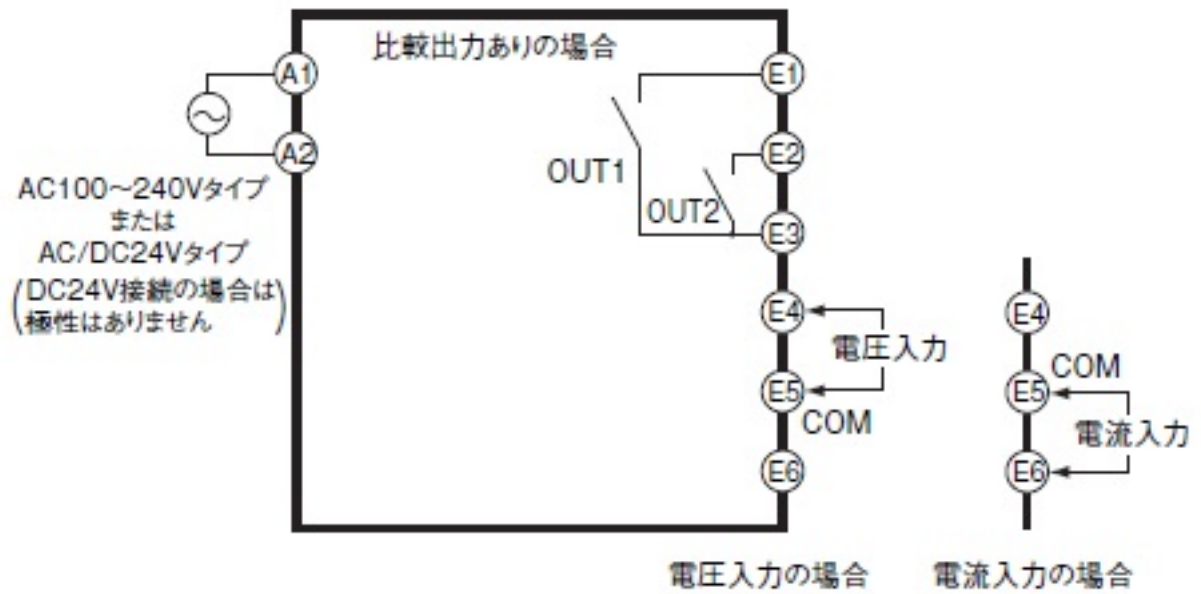 比較出力ありの場合
A1
A2
AC100～240Vタイプ
または
AC/DC24Vタイプ
(DC24V接続の場合は
極性はありません)
E1
OUT1
E2
OUT2
E3
E4
電圧入力
E5
COM
E6
電圧入力の場合
E4
COM
E5
電流入力
E6
電流入力の場合